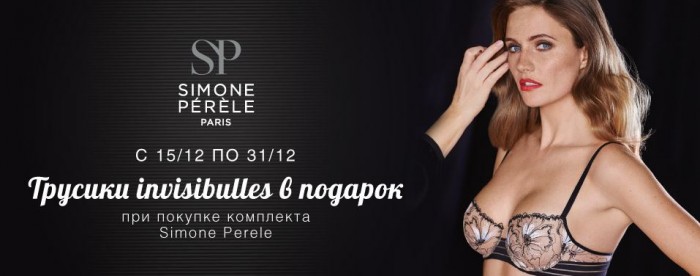 SP
SIMONE
PÉRÈLE
PARIS
С 15/12 ПО 31/12
Трусики invisibulles в подарок
при покупке комплекта
Simone Perele